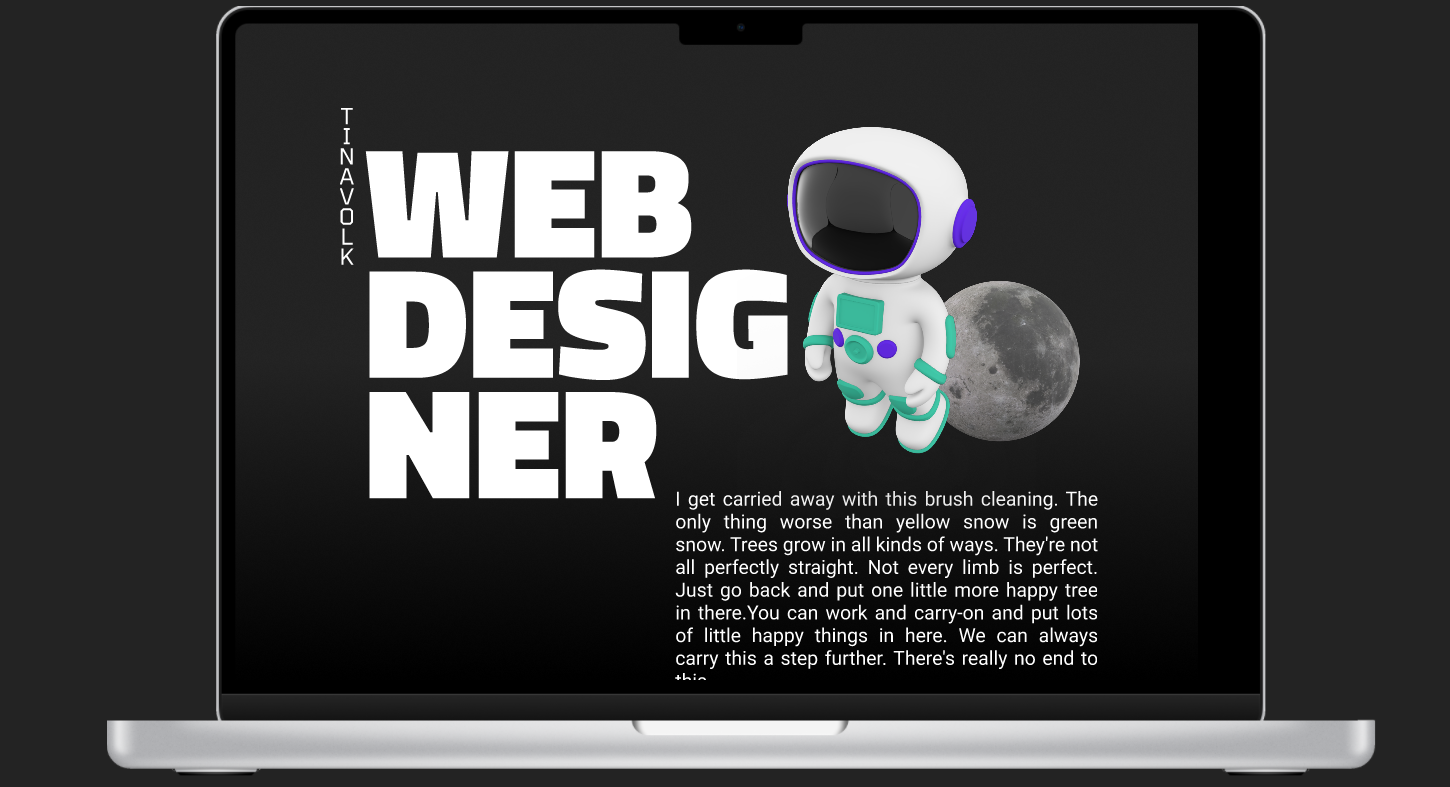 TINAVOLK
WEB
DESIG
NER
I get carried away with this brush cleaning. The
only thing worse than yellow snow is green
snow. Trees grow in all kinds of ways. They're not
all perfectly straight. Not every limb is perfect.
Just go back and put one little more happy tree
in there.You can work and carry-on and put lots
of little happy things in here. We can always
carry this a step further. There's really no end to
this.